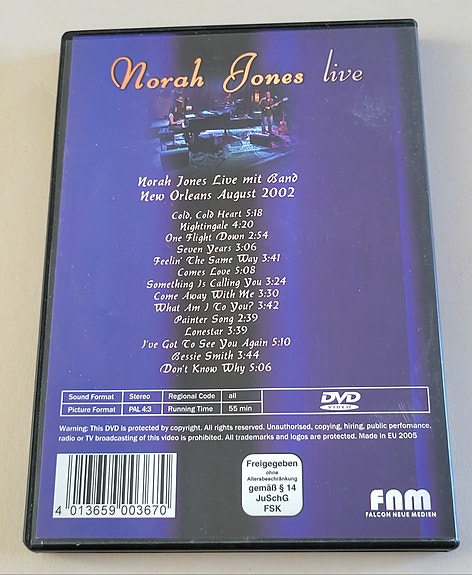 Norah Jones live
Norah Jones Live mit Band
New Orleans August 2002
Cold, Cold Heart 5:18
Nightingale 4:20
One Flight Down 2:54
Seven Years 3:06
Feelin' The Same Way 3:41
Comes Love 5:08
Something Is Calling You 3:24
Come Away With Me 3:30
What Am I To You? 3:42
Painter Song 2:39
Lonestar 3:39
I've Got To See You Again 5:10
Bessie Smith 3:44
Don't Know Why 5:06
Sound Format Stereo Regional Code all
Picture Format PAL 4:3 Running Time 55 min
DVD
VIDEO
Warning: This DVD is protected by copyright. All rights reserved. Unauthorised, copying, hiring, public perfomance,
radio or TV broadcasting of this video is prohibited. All trademarks and logos are protected. Made in EU 2005
4 013659 003670
Freigegeben
ohne
Altersbeschränkung
gemäß § 14
JuSchG
FSK
FNM
FALCON NEUE MEDIEN